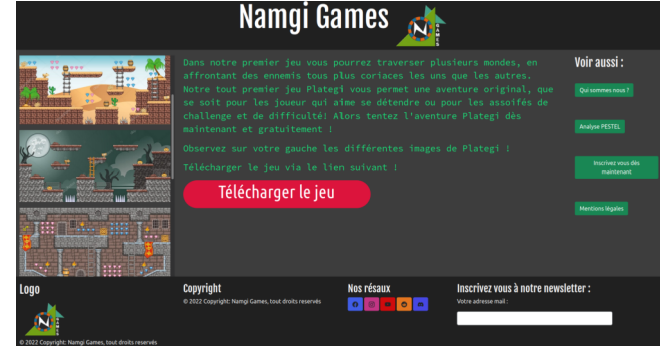 Namgi Games
N
GAMES
Dans notre premier jeu vous pourrez traverser plusieurs mondes, en
affrontant des ennemis tous plus coriaces les uns que les autres.
Notre tout premier jeu Plategi vous permet une aventure original, que
se soit pour les joueur qui aime se détendre ou pour les assoifés de
challenge et de difficulté! Alors tentez l'aventure Plategi dès
maintenant et gratuitement !
Observez sur votre gauche les différentes images de Plategi !
Télécharger le jeu via le lien suivant !
Télécharger le jeu
Voir aussi :
Qui sommes nous ?
Analyse PESTEL
Inscrivez vous dès
maintenant
Mentions légales
Logo
N
GAMES
© 2022 Copyright: Namgi Games, tout droits reservés
Copyright
© 2022 Copyright: Namgi Games, tout droits reservés
Nos résaux
Inscrivez vous à notre newsletter :
Votre adresse mail :